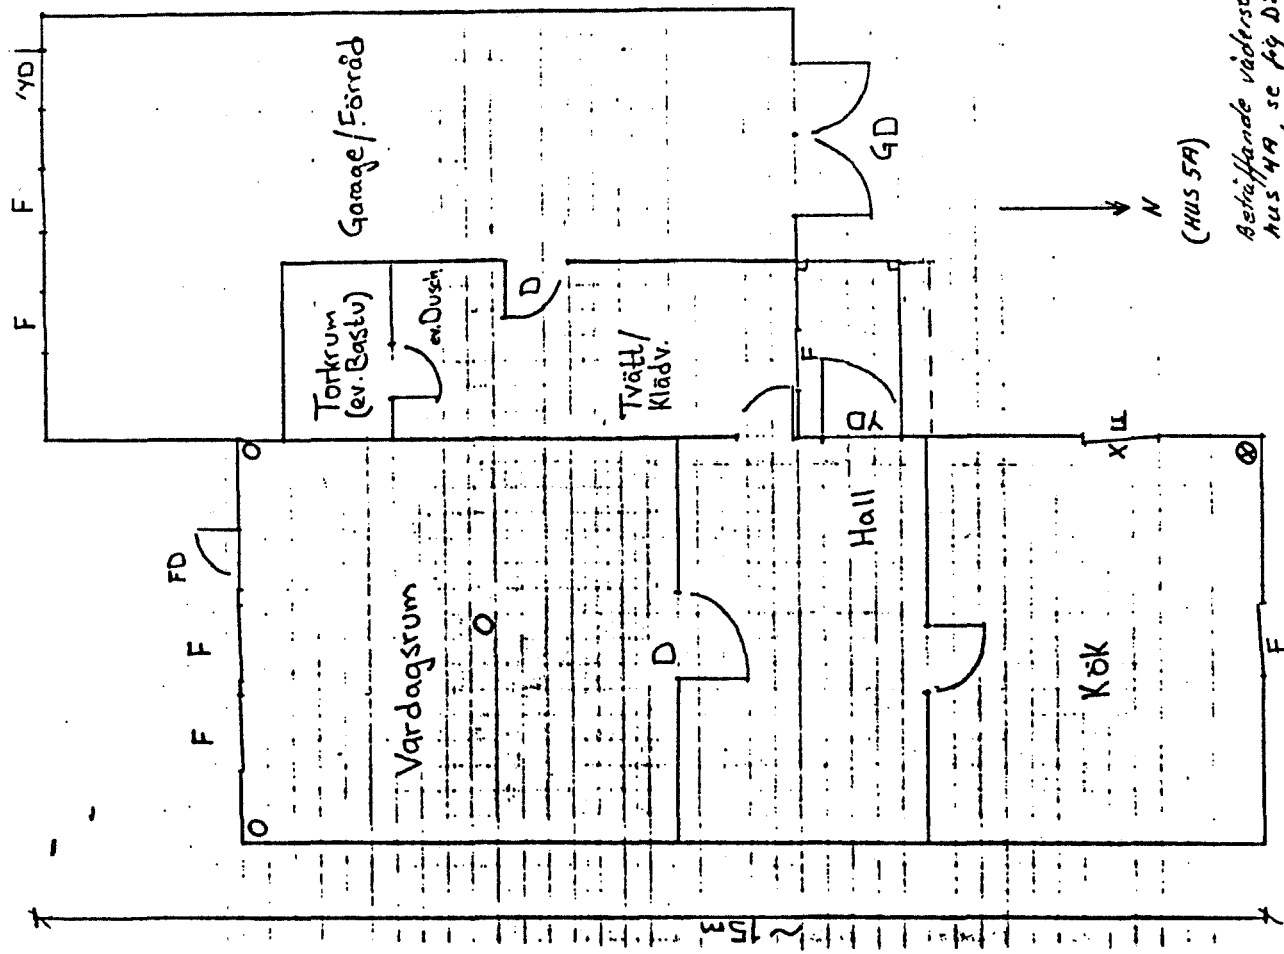 F
F
'YD
Garage/Förråd
Torkrum
(ev. Bastu)
ev. Dusch
D
Tvätt/
Klädv.
F
YD
GD
FD
F
F
Vardagsrum
D
Hall
Kök
X
F
F
~15m
N
(HUS 5A)
Beträffande väderst
hus 4A, se fig D